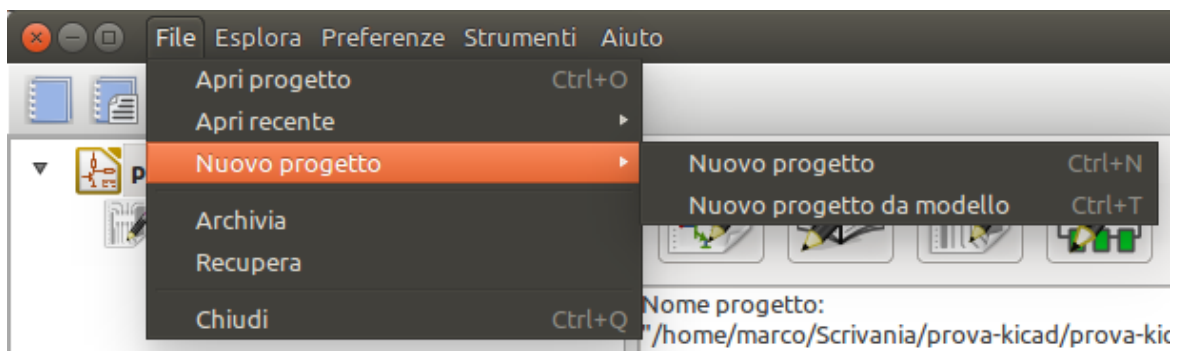 File Esplora Preferenze Strumenti Aiuto
Apri progetto Ctrl+O
Apri recente
Nuovo progetto
Nuovo progetto Ctrl+N
Nuovo progetto da modello Ctrl+T
p
Archivia
Recupera
Chiudi Ctrl+Q
Nome progetto:
"/home/marco/Scrivania/prova-kicad/prova-kic